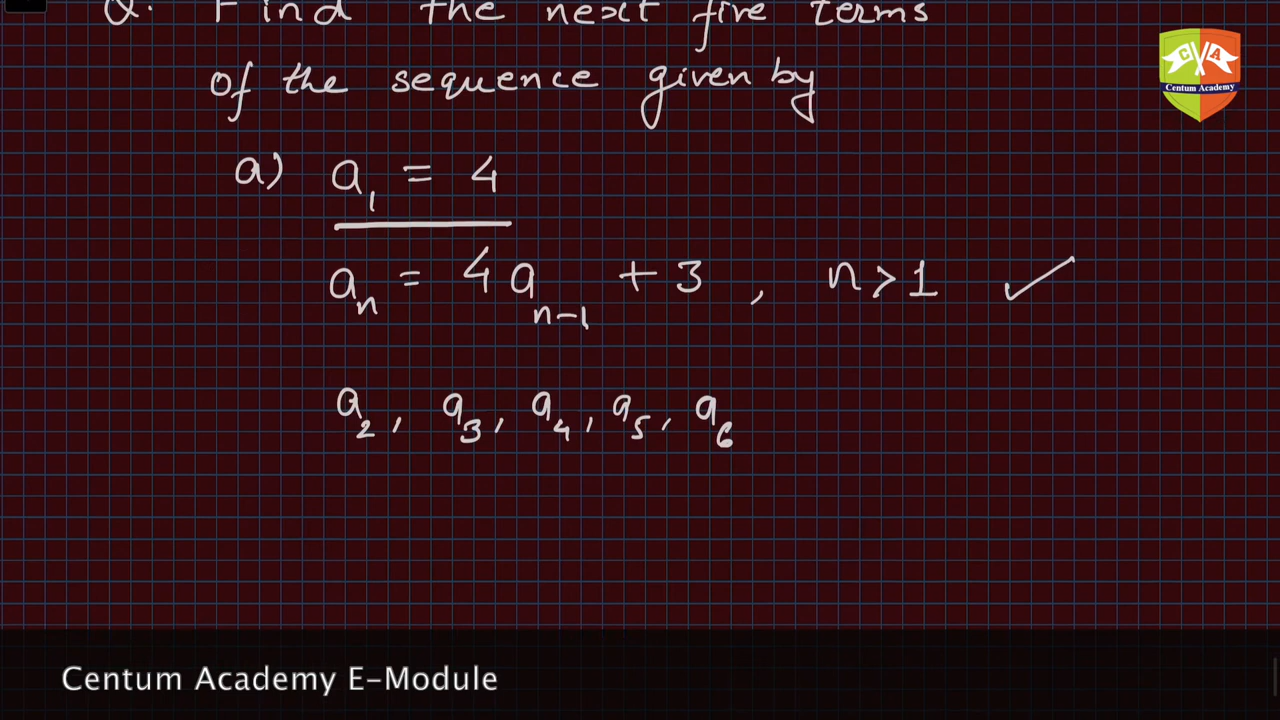 Q. Find the next five terms
of the sequence given by
C A
Centum Academy
a) a₁ = 4
aₙ = 4aₙ₋₁ + 3 , n > 1 ✓
a₂, a₃, a₄, a₅, a₆
Centum Academy E-Module